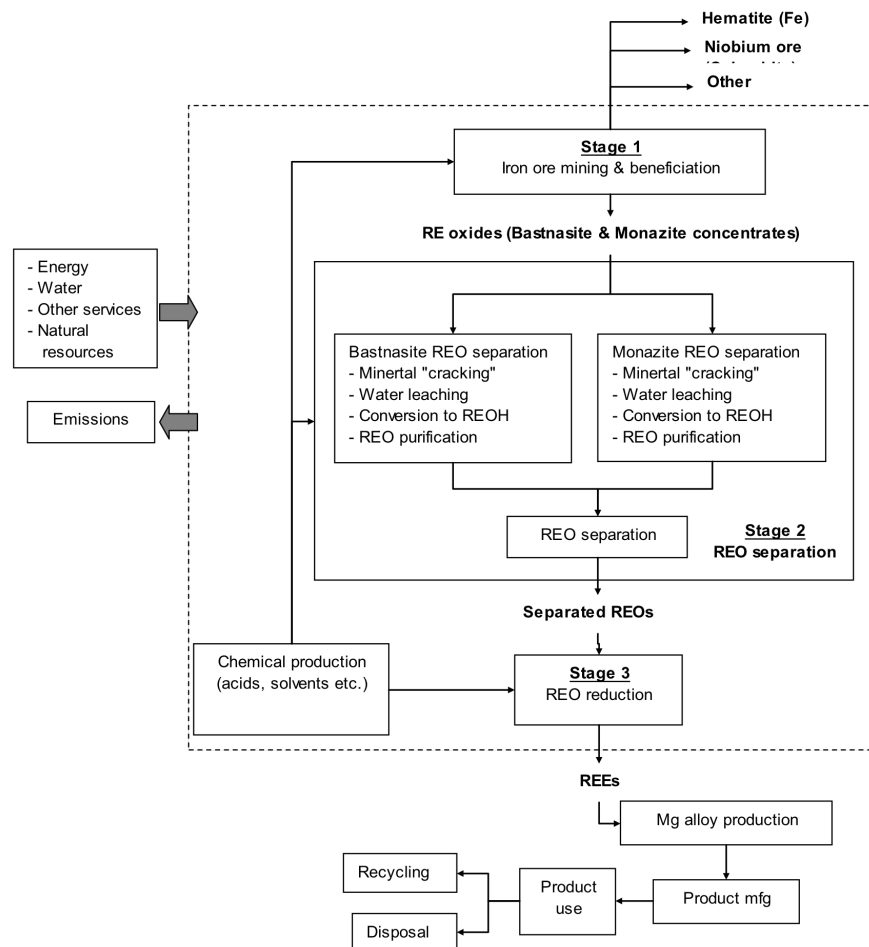 Hematite (Fe)
Niobium ore
Other
Stage 1
Iron ore mining & beneficiation
RE oxides (Bastnasite & Monazite concentrates)
- Energy
- Water
- Other services
- Natural
resources
Emissions
Bastnasite REO separation
- Minertal "cracking"
- Water leaching
- Conversion to REOH
- REO purification
Monazite REO separation
- Minertal "cracking"
- Water leaching
- Conversion to REOH
- REO purification
REO separation
Stage 2
REO separation
Separated REOs
Chemical production
(acids, solvents etc.)
Stage 3
REO reduction
REEs
Mg alloy production
Recycling
Product
use
Product mfg
Disposal